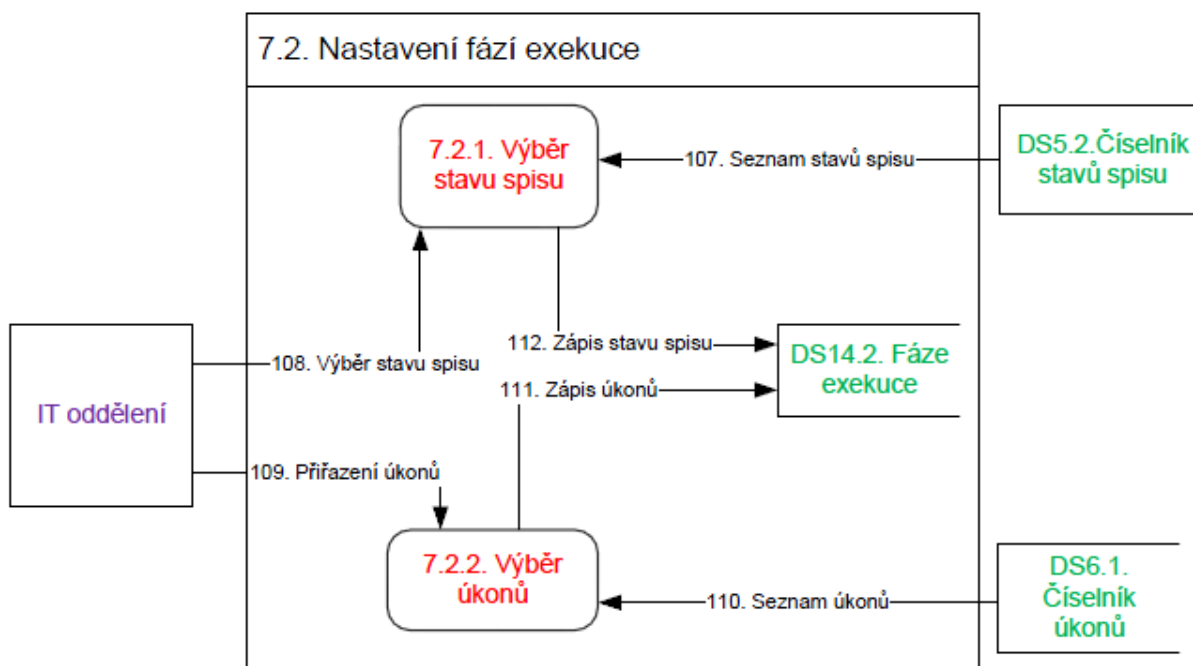 7.2. Nastavení fází exekuce
7.2.1. Výběr
stavu spisu
107. Seznam stavů spisu
DS5.2.Číselník
stavů spisu
IT oddělení
108. Výběr stavu spisu
112. Zápis stavu spisu
111. Zápis úkonů
DS14.2. Fáze
exekuce
109. Přiřazení úkonů
7.2.2. Výběr
úkonů
110. Seznam úkonů
DS6.1.
Číselník
úkonů